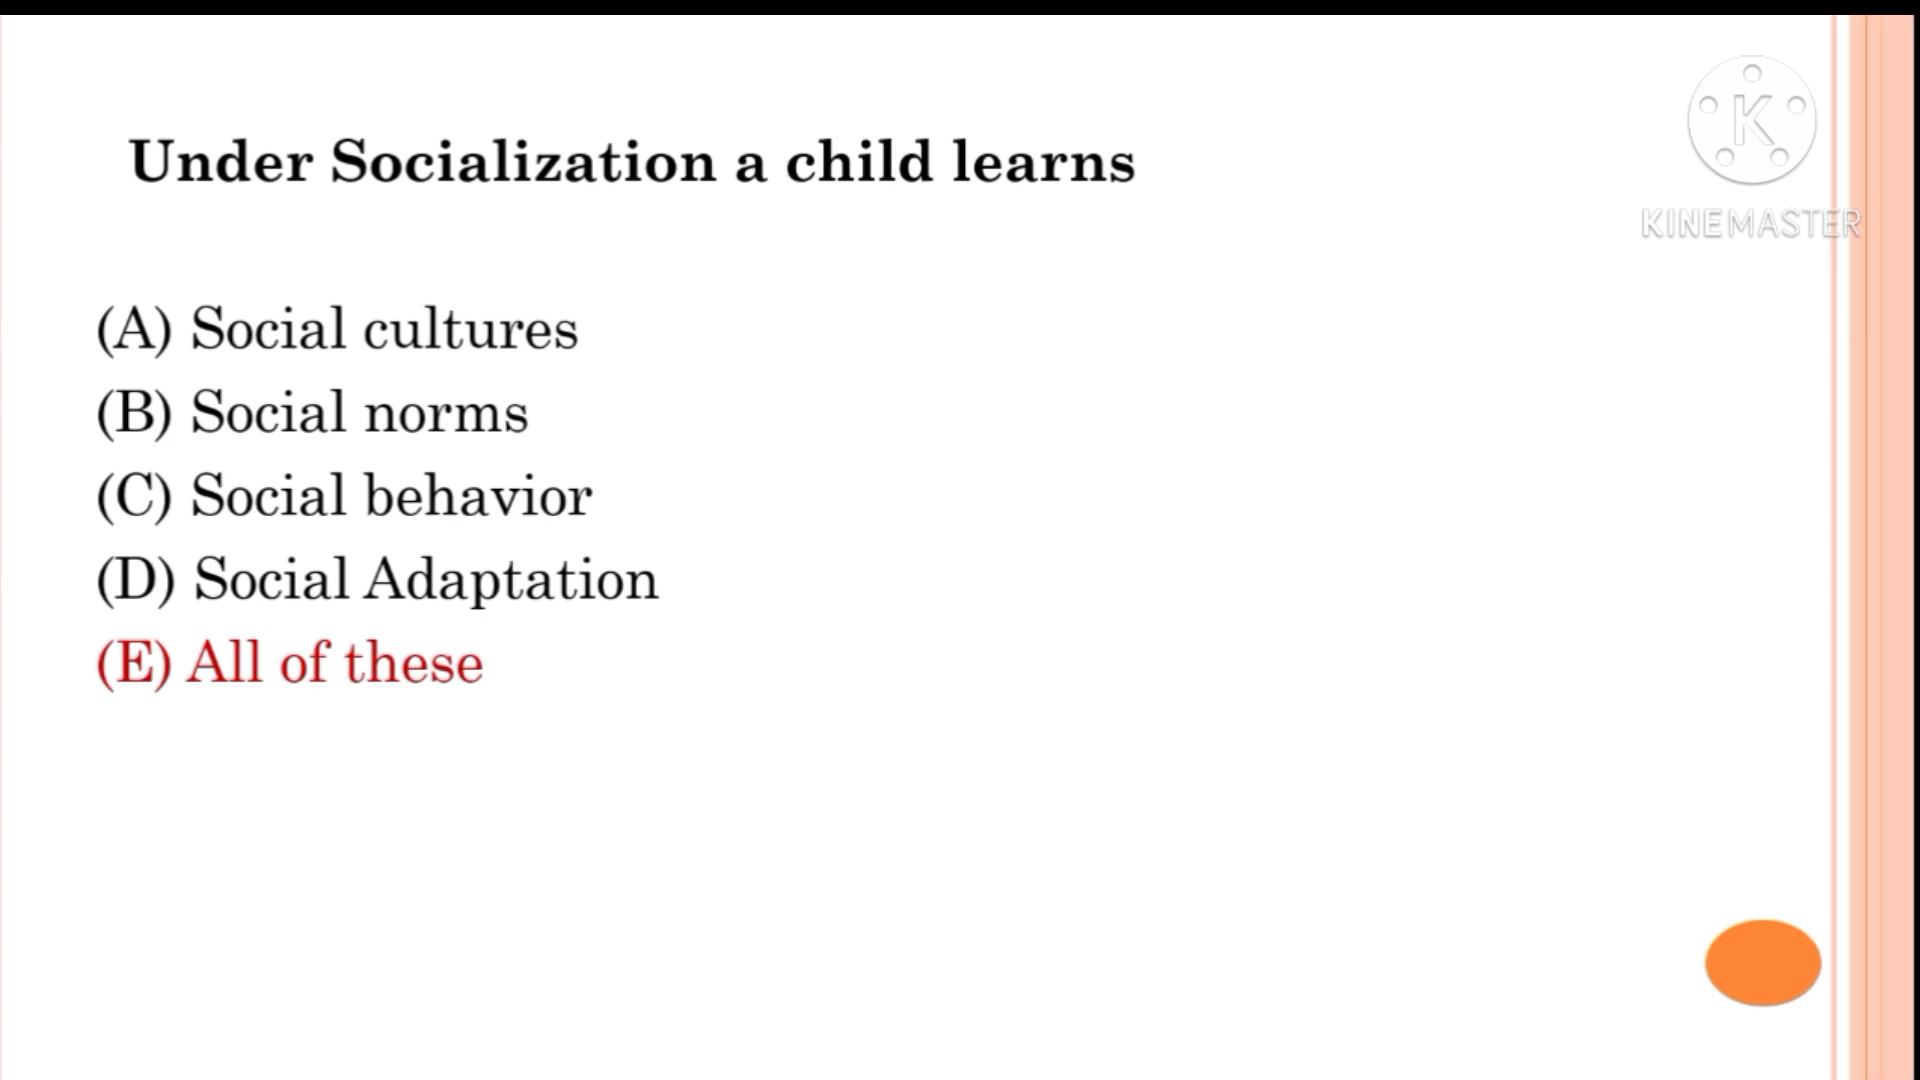 Under Socialization a child learns
K
KINEMASTER
(A) Social cultures
(B) Social norms
(C) Social behavior
(D) Social Adaptation
(E) All of these